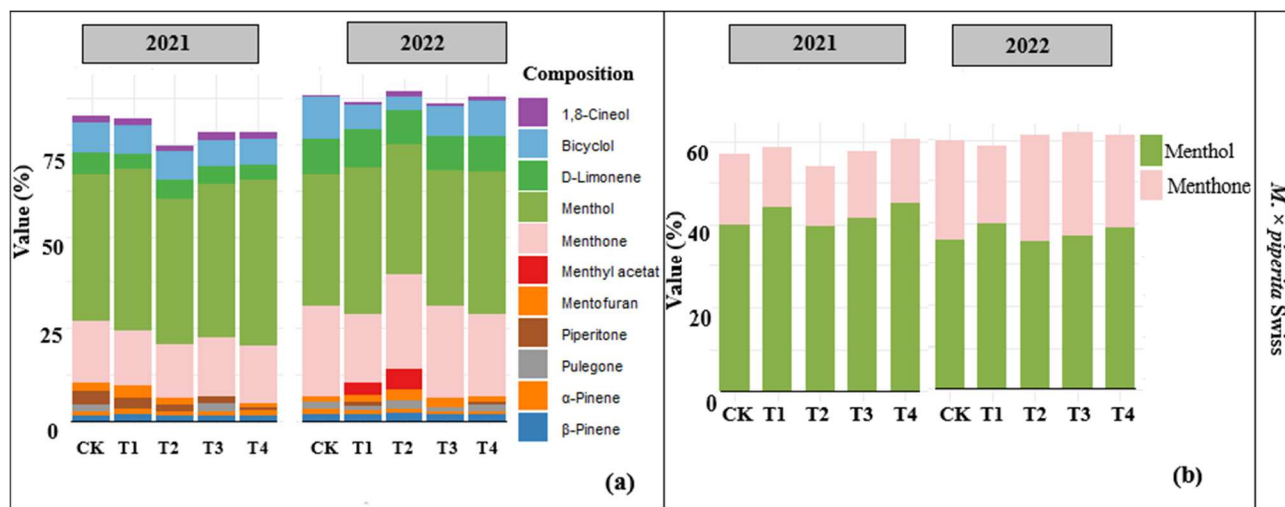 2021
2022
Value (%)
75
50
25
0
CK T1 T2 T3 T4
CK T1 T2 T3 T4
Composition
1,8-Cineol
Bicyclol
D-Limonene
Menthol
Menthone
Menthyl acetat
Mentofuran
Piperitone
Pulegone
α-Pinene
β-Pinene
(a)
2021
2022
Value (%)
60
40
20
0
CK T1 T2 T3 T4
CK T1 T2 T3 T4
Menthol
Menthone
(b)
M. × piperita Swiss